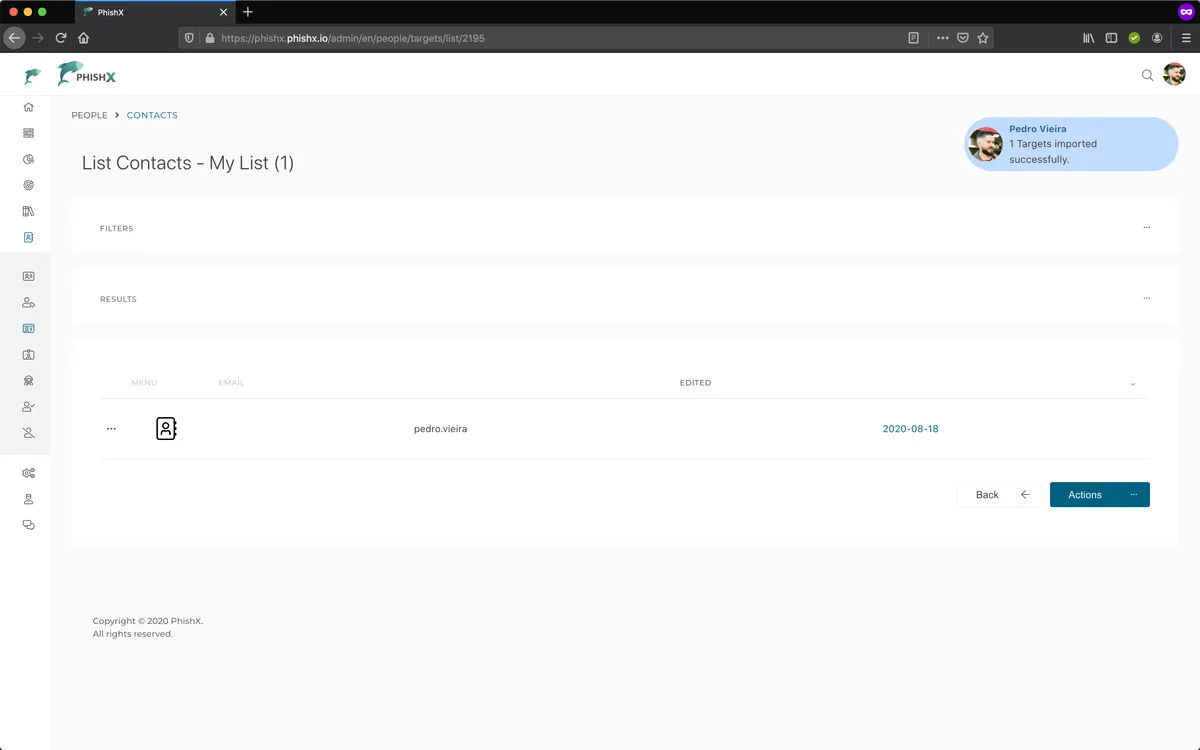 PhishX
https://phishx.phishx.io/admin/en/people/targets/list/2195
PHISHX
PEOPLE > CONTACTS
Pedro Vieira
1 Targets imported
successfully.
List Contacts - My List (1)
FILTERS
RESULTS
MENU EMAIL EDITED
pedro.vieira 2020-08-18
Back Actions
Copyright © 2020 PhishX.
All rights reserved.